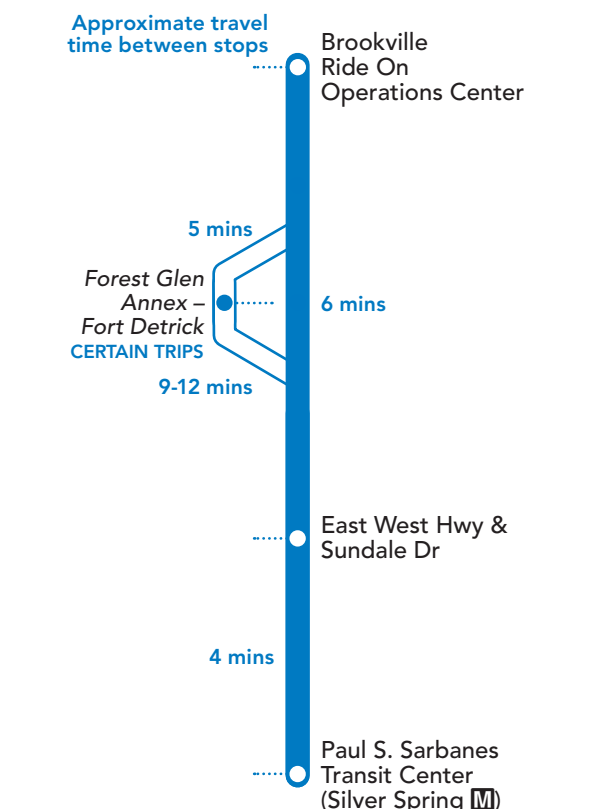 Approximate travel
time between stops
Brookville
Ride On
Operations Center
5 mins
Forest Glen
Annex –
Fort Detrick
CERTAIN TRIPS
6 mins
9-12 mins
East West Hwy &
Sundale Dr
4 mins
Paul S. Sarbanes
Transit Center
(Silver Spring M)